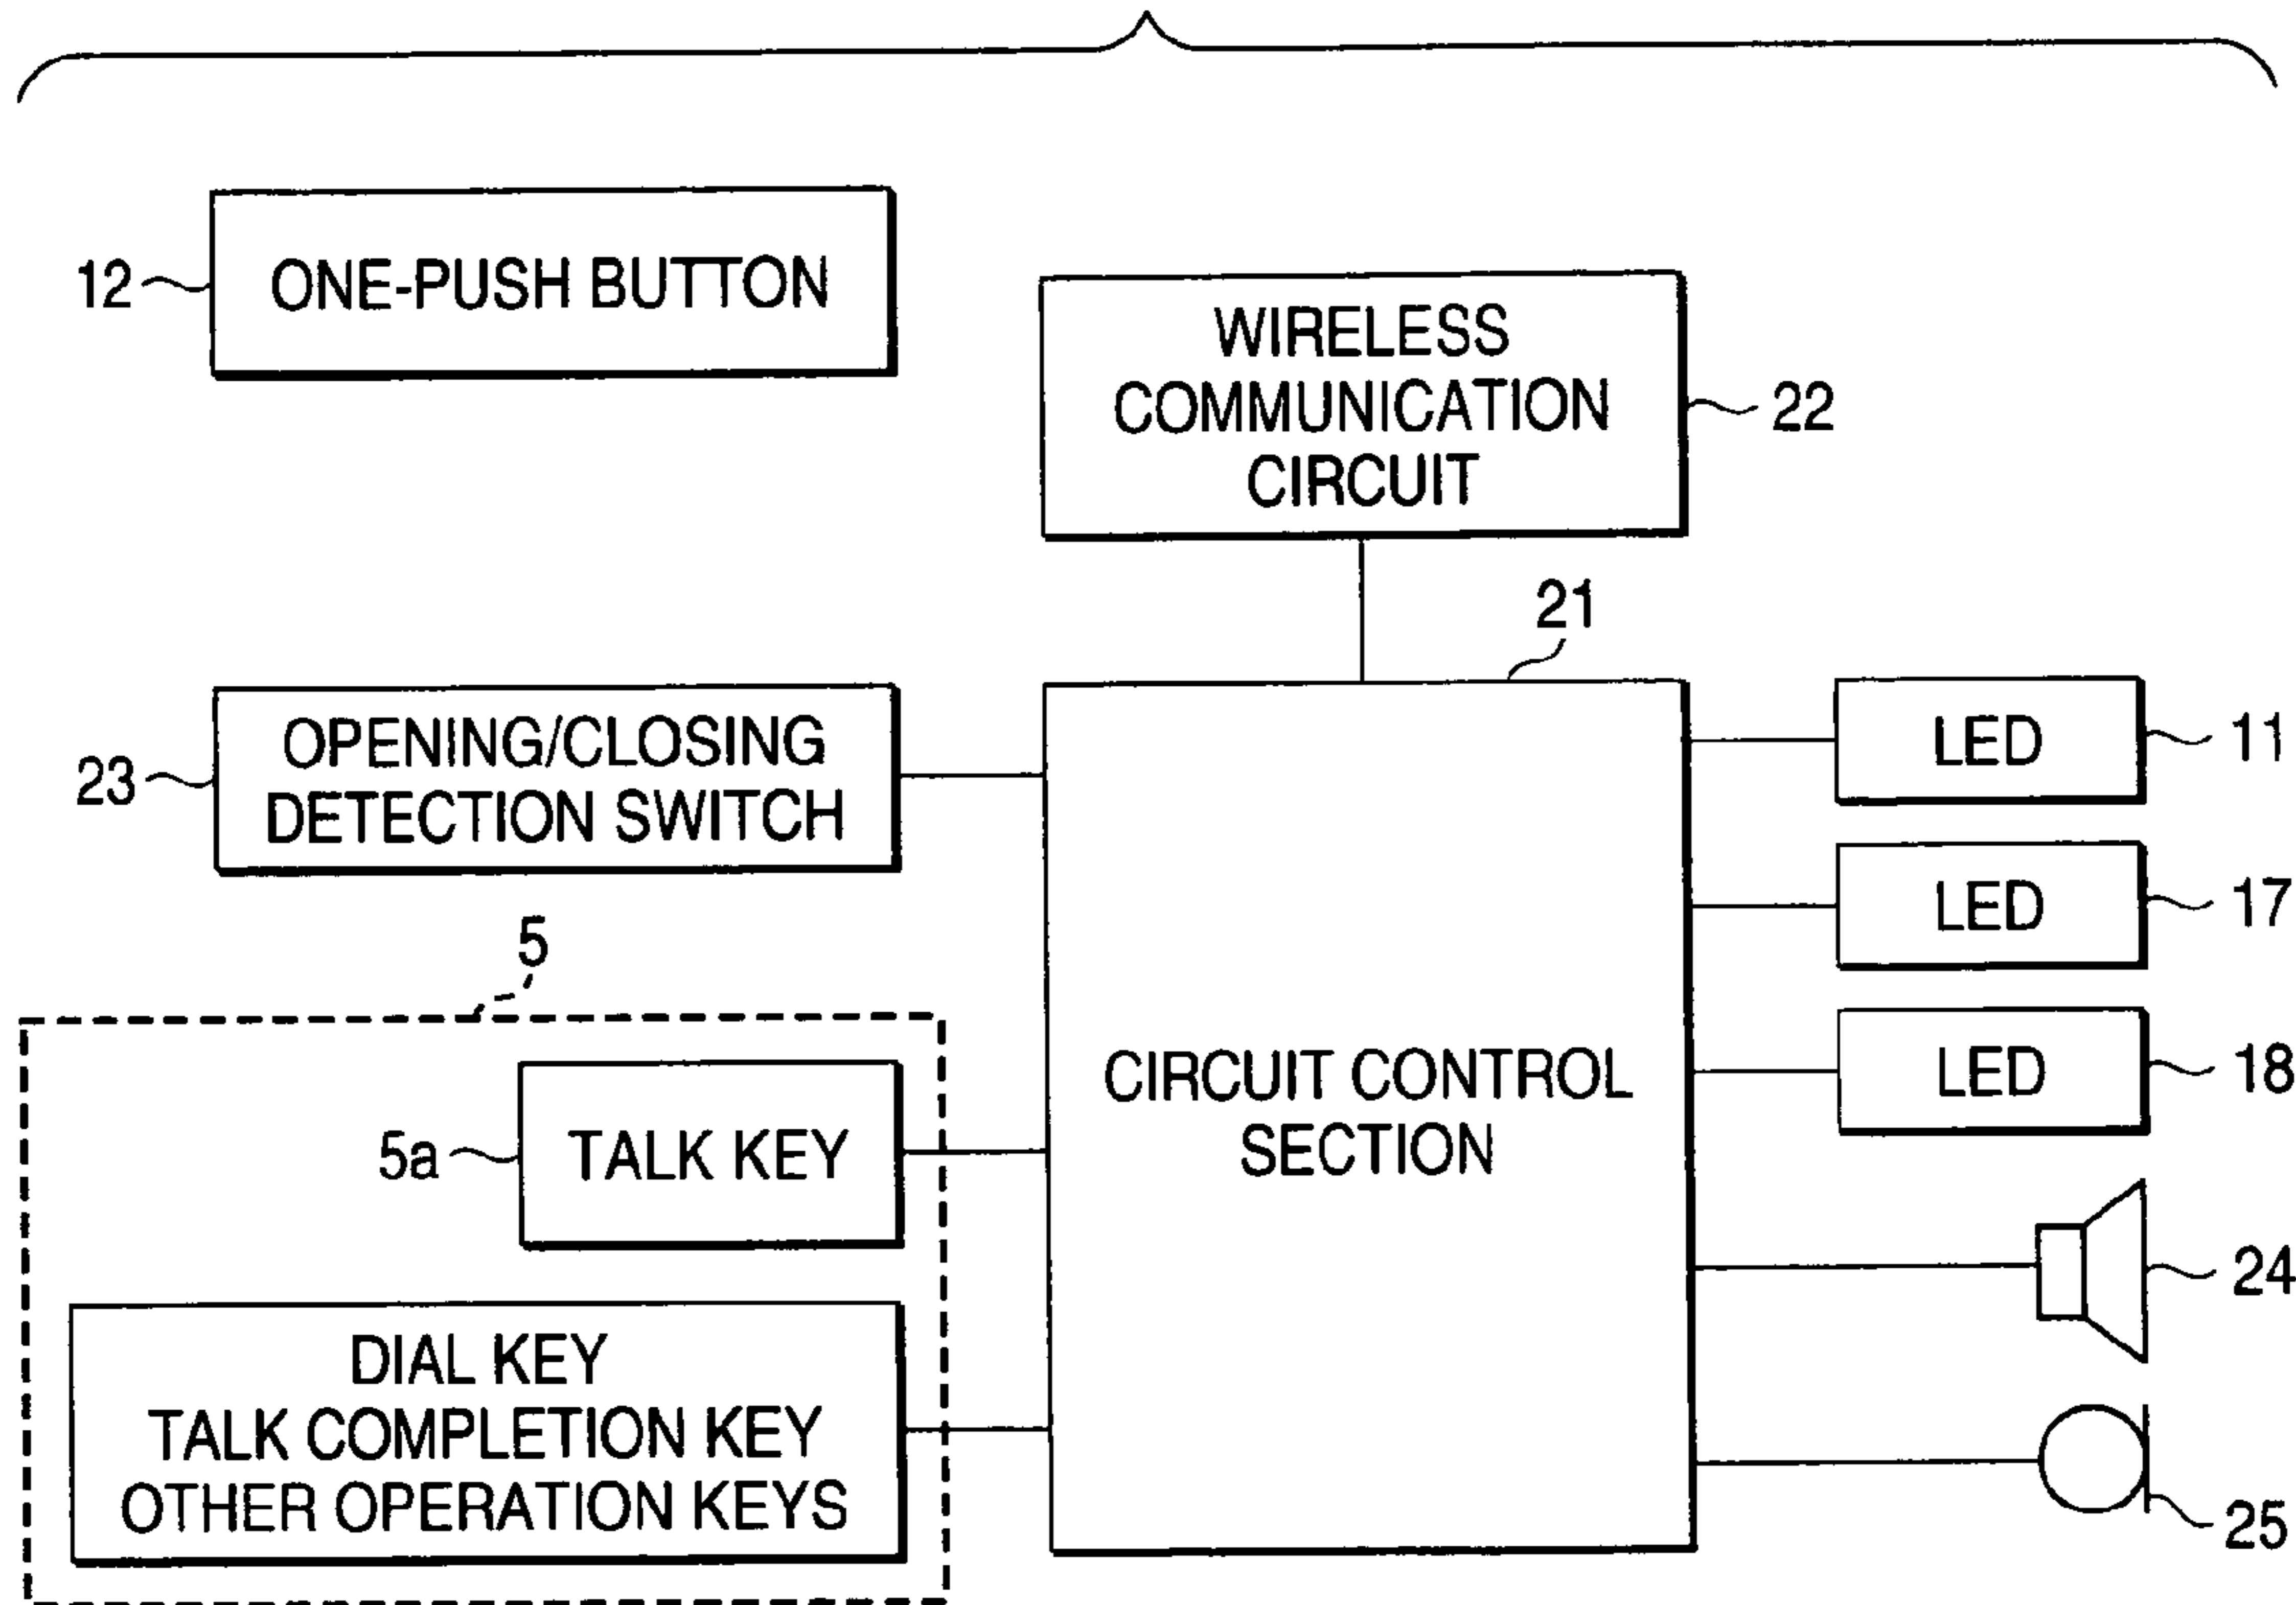 12
ONE-PUSH BUTTON
WIRELESS
COMMUNICATION
CIRCUIT
22
21
23
OPENING/CLOSING
DETECTION SWITCH
LED
11
LED
17
5
LED
18
5a
TALK KEY
CIRCUIT CONTROL
SECTION
24
DIAL KEY
TALK COMPLETION KEY
OTHER OPERATION KEYS
25